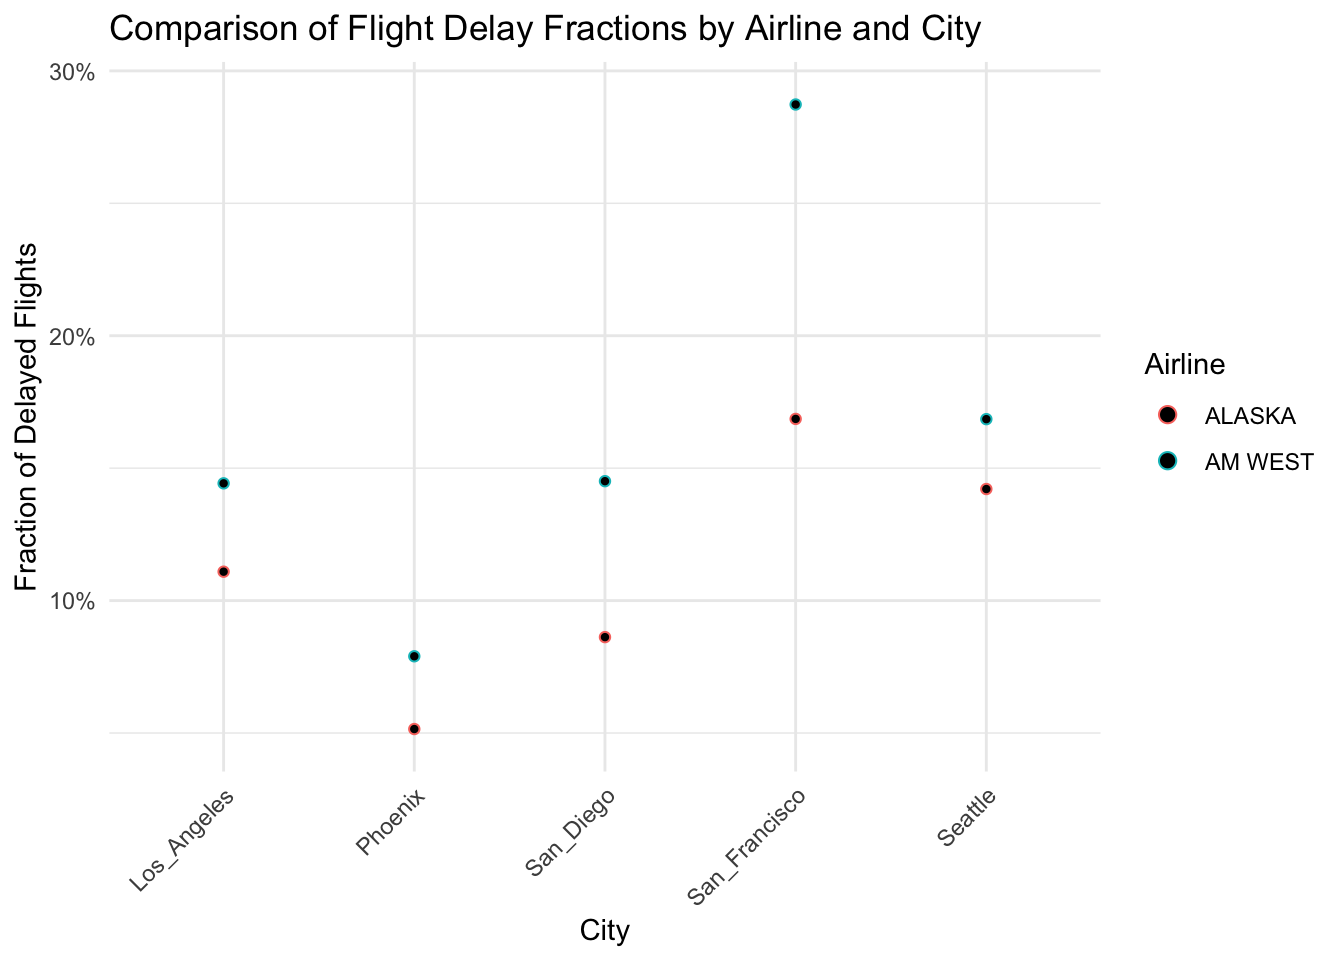 Comparison of Flight Delay Fractions by Airline and City
30%
20%
10%
Fraction of Delayed Flights
Los_Angeles
Phoenix
San_Diego
San_Francisco
Seattle
City
Airline
ALASKA
AM WEST